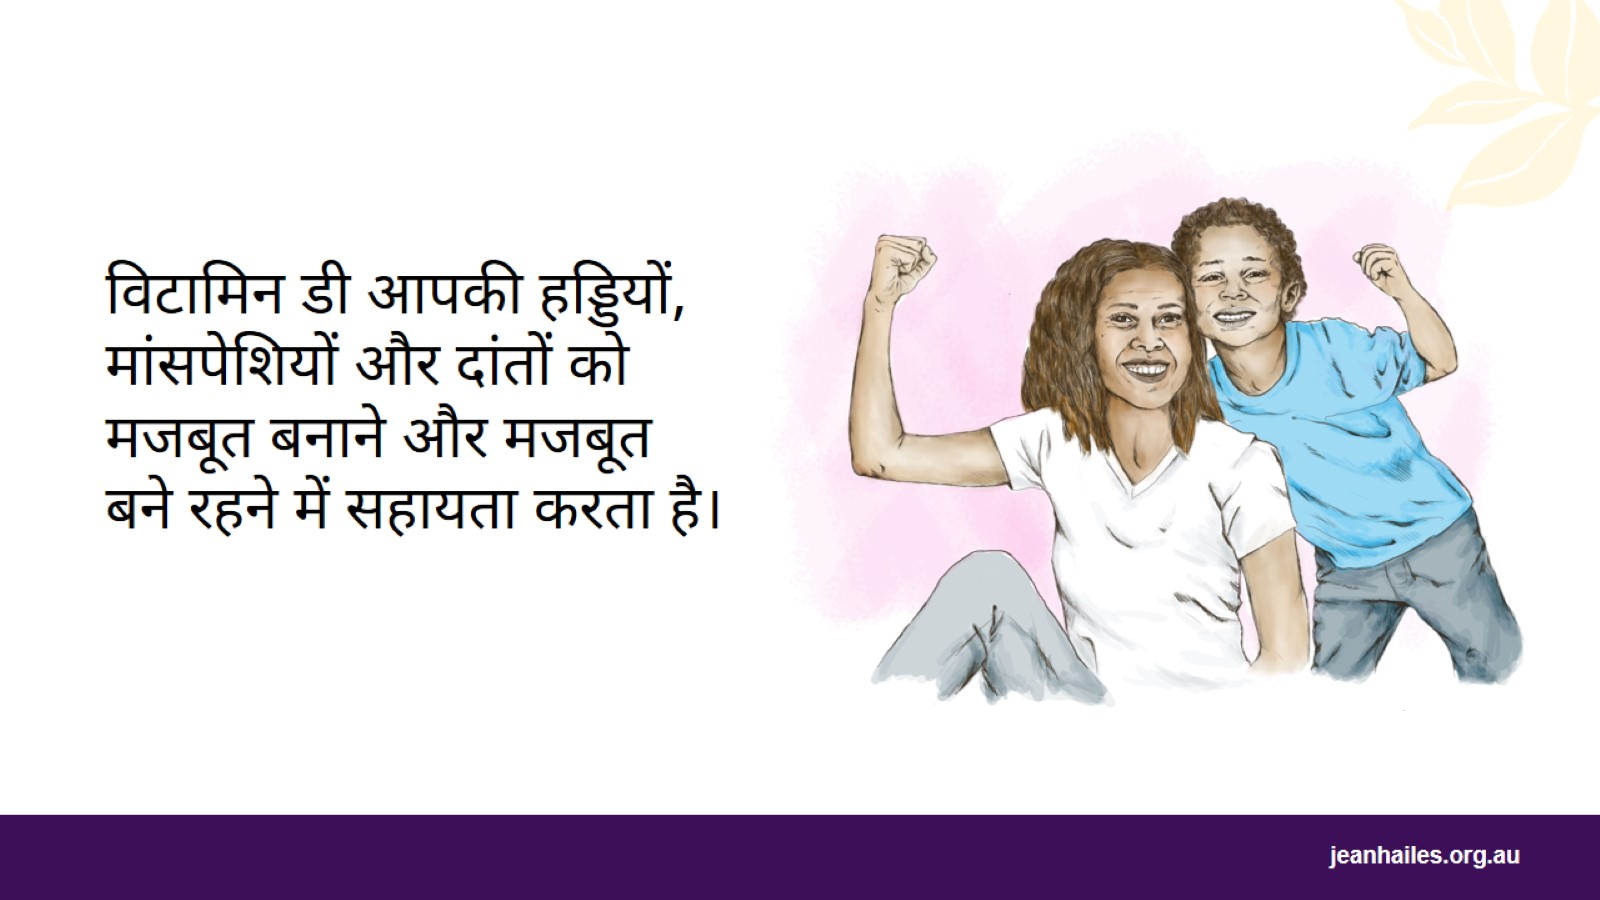 विटामिन डी आपकी हड्डियों,
मांसपेशियों और दांतों को
मजबूत बनाने और मजबूत
बने रहने में सहायता करता है।
jeanhailes.org.au